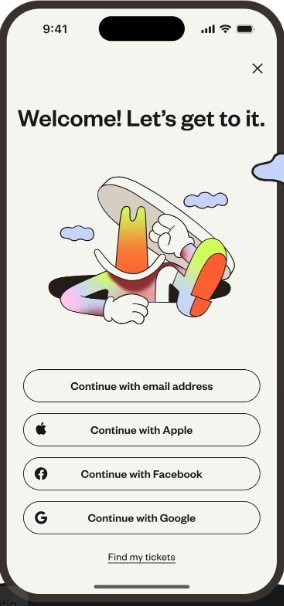 9:41
Welcome! Let's get to it.
Continue with email address
Continue with Apple
Continue with Facebook
Continue with Google
Find my tickets